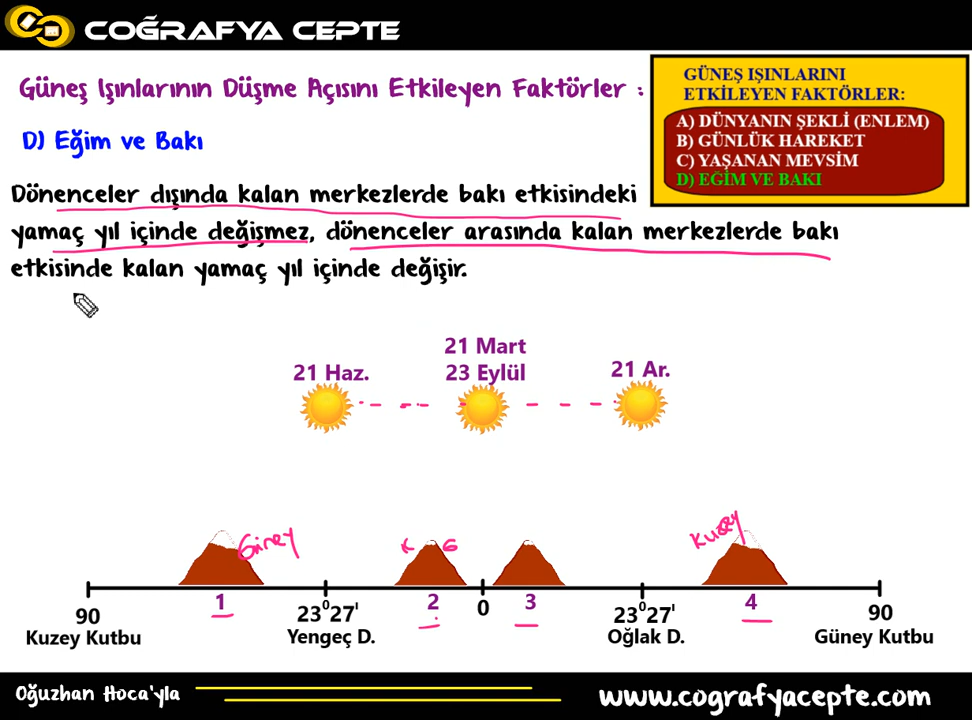 COĞRAFYA CEPTE
Güneş Işınlarının Düşme Açısını Etkileyen Faktörler :
GÜNEŞ IŞINLARINI
ETKİLEYEN FAKTÖRLER:
A) DÜNYANIN ŞEKLİ (ENLEM)
B) GÜNLÜK HAREKET
C) YAŞANAN MEVSİM
D) EĞİM VE BAKI
D) Eğim ve Bakı
Dönenceler dışında kalan merkezlerde bakı etkisindeki
yamaç yıl içinde değişmez, dönenceler arasında kalan merkezlerde bakı
etkisinde kalan yamaç yıl içinde değişir.
21 Haz.
21 Mart
23 Eylül
21 Ar.
Güney
K G
Kuzey
1 2 3 4
90 23⁰27' 0 23⁰27' 90
Kuzey Kutbu Yengeç D. Oğlak D. Güney Kutbu
Oğuzhan Hoca'yla
www.cografyacepte.com